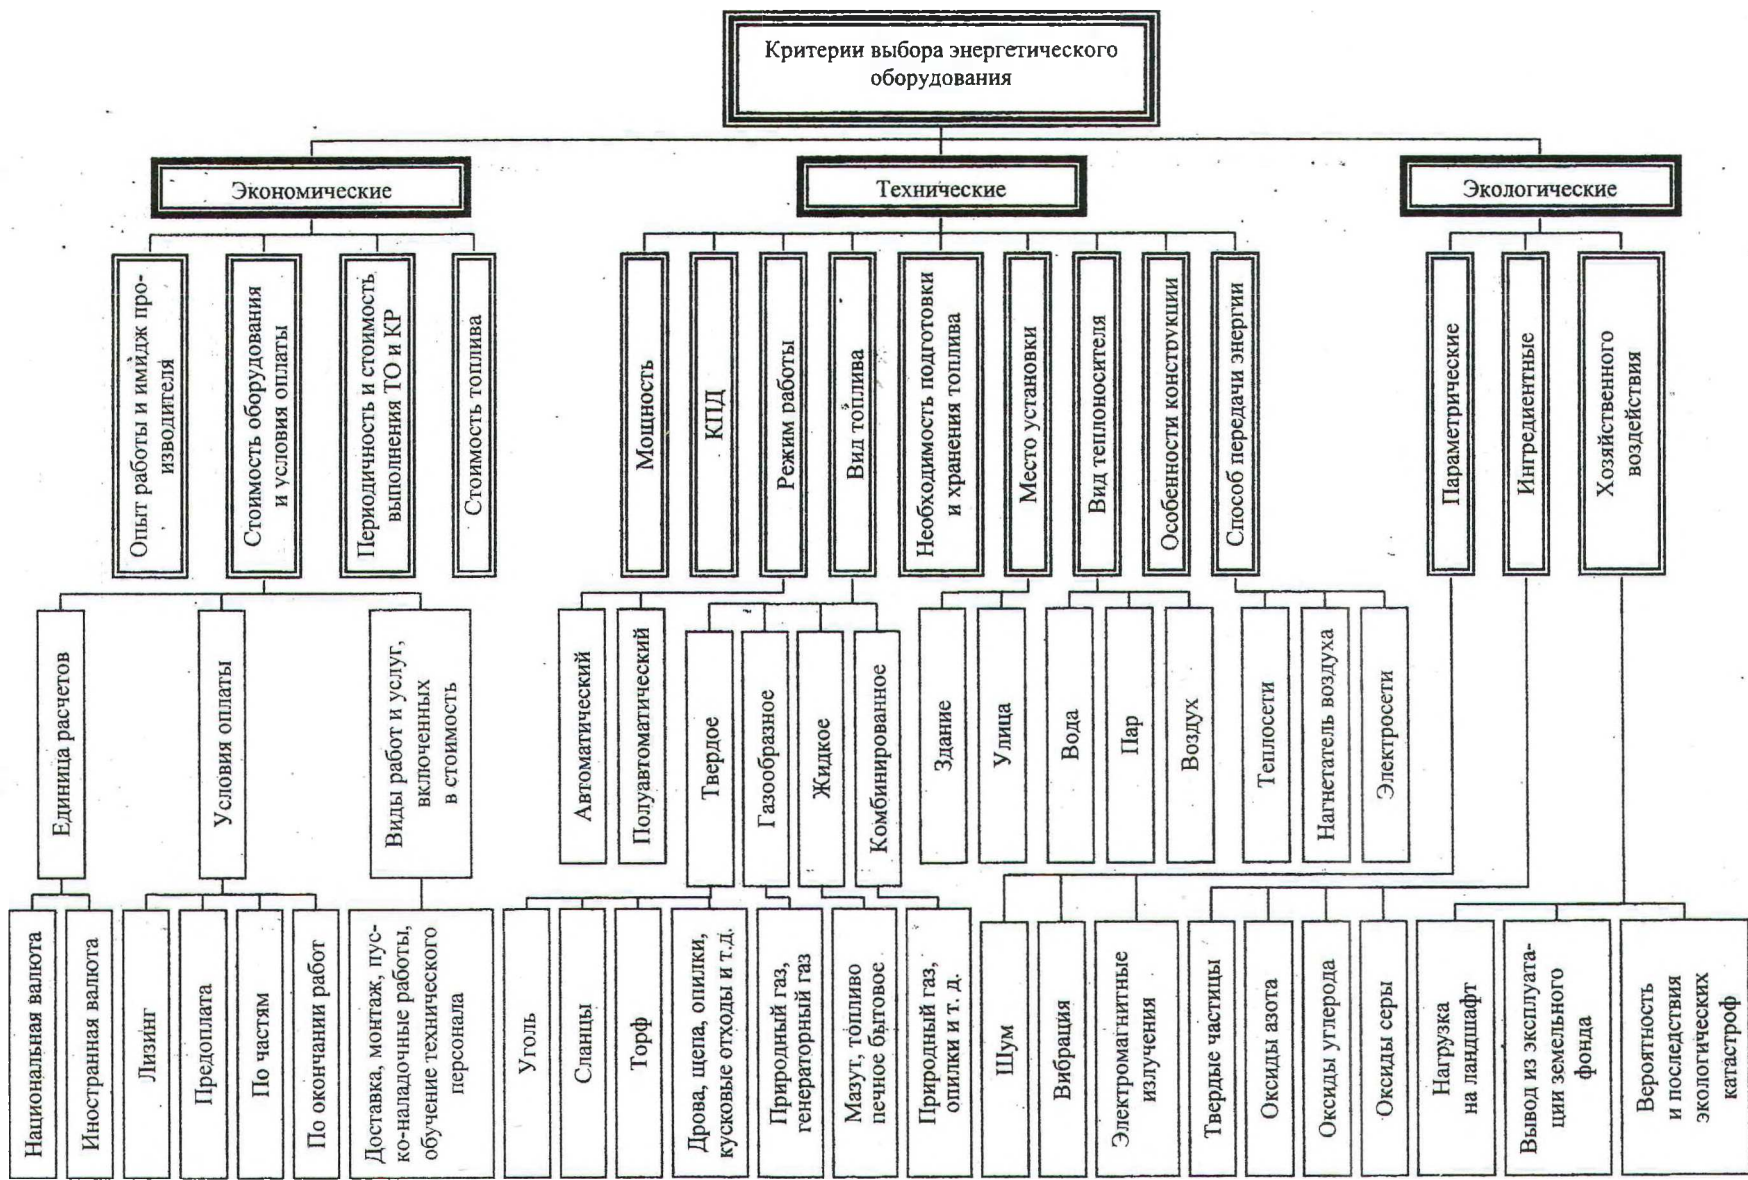 Критерии выбора энергетического
оборудования
Экономические
Технические
Экологические
Опыт работы и имидж про-
изводителя
Стоимость оборудования
и условия оплаты
Периодичность и стоимость
выполнения ТО и КР
Стоимость топлива
Мощность
КПД
Режим работы
Вид топлива
Необходимость подготовки
и хранения топлива
Место установки
Вид теплоносителя
Особенности конструкции
Способ передачи энергии
Параметрические
Ингредиентные
Хозяйственного
воздействия
Единица расчетов
Условия оплаты
Виды работ и услуг,
включенных
в стоимость
Автоматический
Полуавтоматический
Твердое
Газообразное
Жидкое
Комбинированное
Здание
Улица
Вода
Пар
Воздух
Теплосети
Нагнетатель воздуха
Электросети
Национальная валюта
Иностранная валюта
Лизинг
Предоплата
По частям
По окончании работ
Доставка, монтаж, пус-
ко-наладочные работы,
обучение технического
персонала
Уголь
Сланцы
Торф
Дрова, щепа, опилки,
кусковые отходы и т.д.
Природный газ,
генераторный газ
Мазут, топливо
печное бытовое
Природный газ,
опилки и т. д.
Шум
Вибрация
Электромагнитные
излучения
Твердые частицы
Оксиды азота
Оксиды углерода
Оксиды серы
Нагрузка
на ландшафт
Вывод из эксплуата-
ции земельного
фонда
Вероятность
и последствия
экологических
катастроф